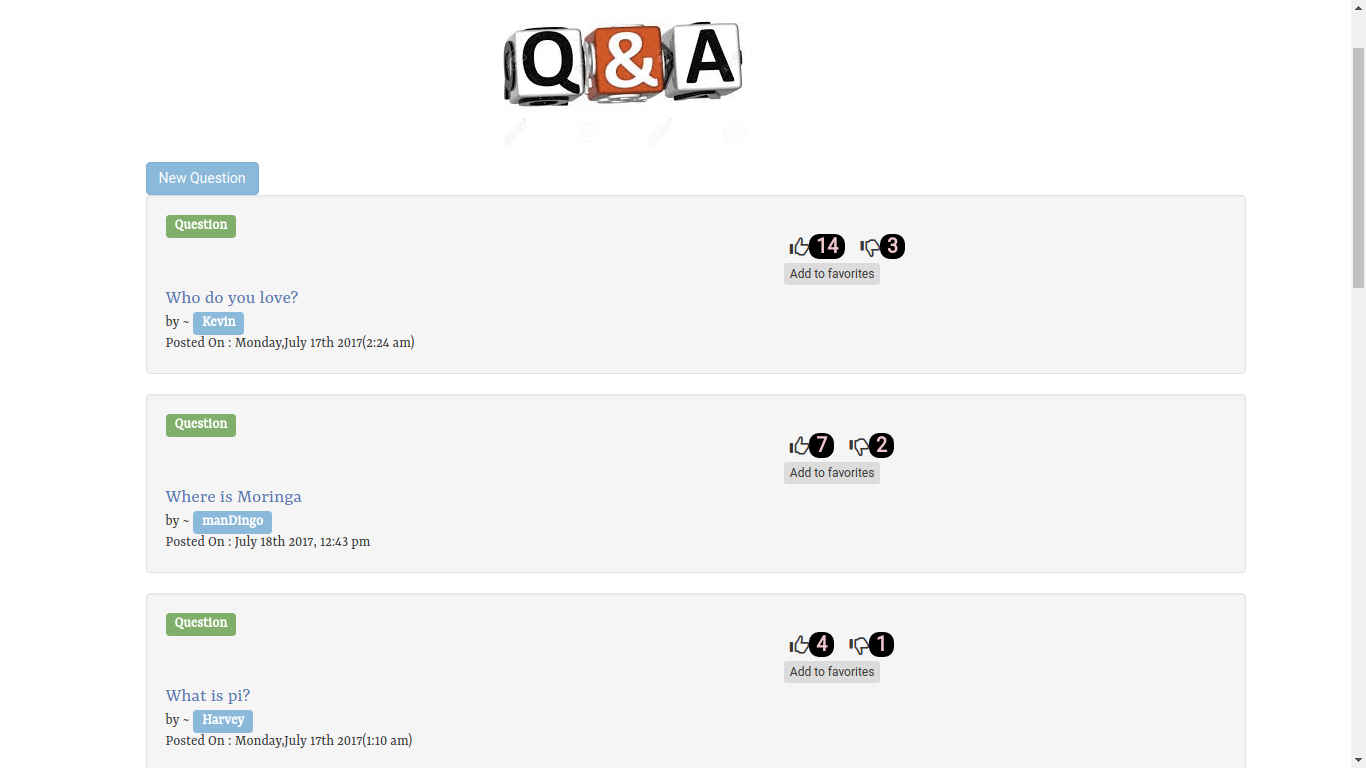 Q&A
New Question
Question
14 3
Add to favorites
Who do you love?
by ~ Kevin
Posted On : Monday,July 17th 2017(2:24 am)
Question
7 2
Add to favorites
Where is Moringa
by ~ manDingo
Posted On : July 18th 2017, 12:43 pm
Question
4 1
Add to favorites
What is pi?
by ~ Harvey
Posted On : Monday,July 17th 2017(1:10 am)